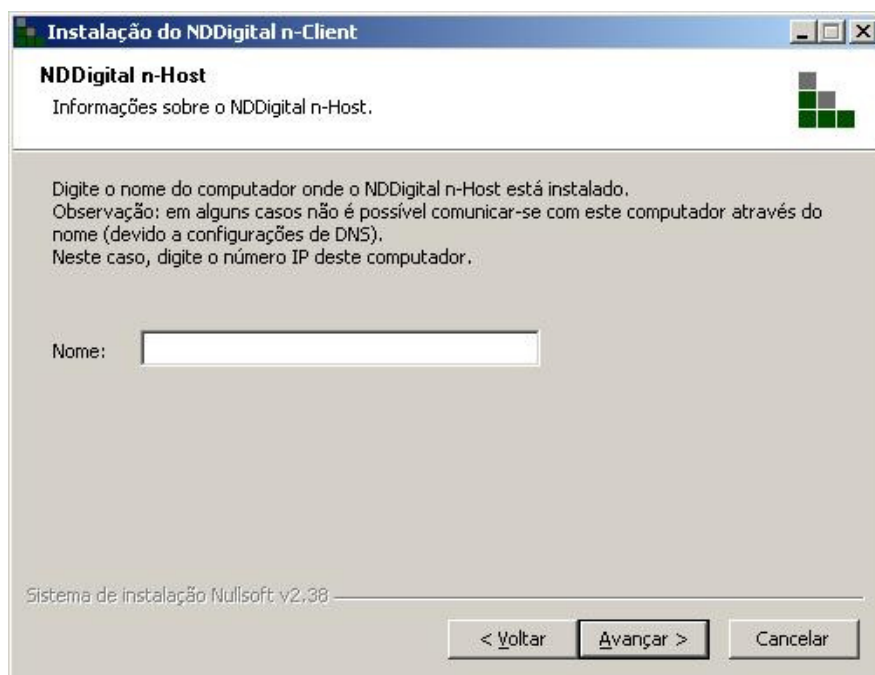 Instalação do NDDigital n-Client
NDDigital n-Host
Informações sobre o NDDigital n-Host.
Digite o nome do computador onde o NDDigital n-Host está instalado.
Observação: em alguns casos não é possível comunicar-se com este computador através do
nome (devido a configurações de DNS).
Neste caso, digite o número IP deste computador.
Nome:
Sistema de instalação Nullsoft v2.38
< Voltar Avançar > Cancelar